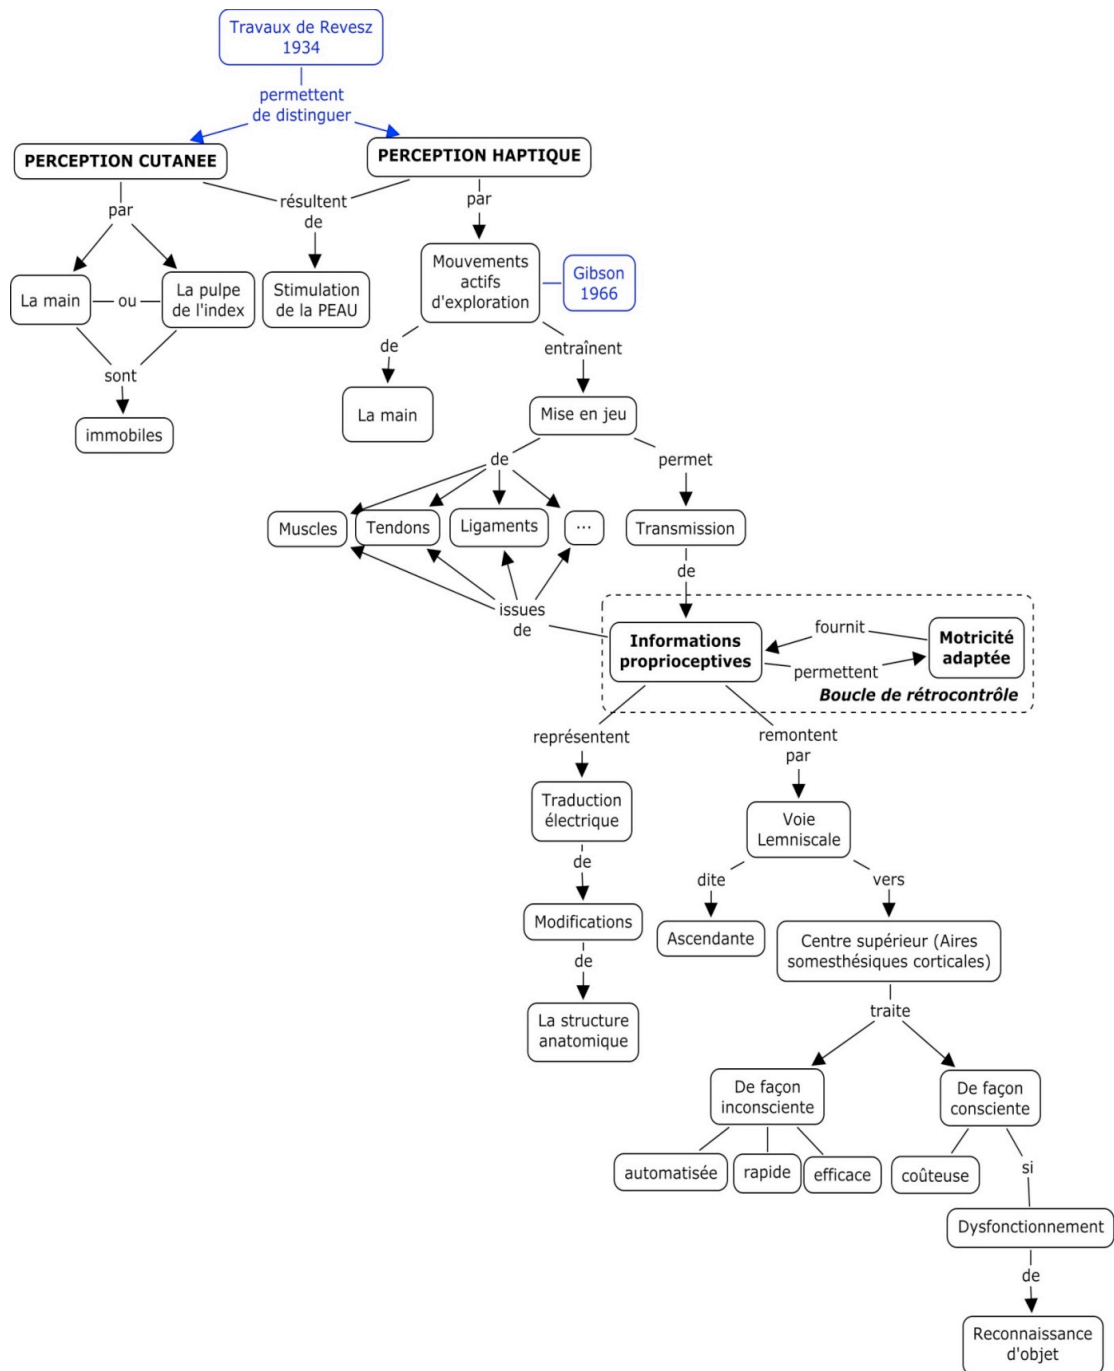 Travaux de Revesz
1934
permettent
de distinguer
PERCEPTION CUTANEE
PERCEPTION HAPTIQUE
par
résultent
de
par
La main
ou
La pulpe
de l'index
Stimulation
de la PEAU
Mouvements
actifs
d'exploration
Gibson
1966
sont
immobiles
de
La main
entraînent
Mise en jeu
de
permet
Muscles
Tendons
Ligaments
...
Transmission
de
issues
de
Informations
proprioceptives
fournit
permettent
Motricité
adaptée
Boucle de rétrocontrôle
représentent
remontent
par
Traduction
électrique
Voie
Lemniscale
de
dite
vers
Modifications
Ascendante
Centre supérieur (Aires
somesthésiques corticales)
de
La structure
anatomique
traite
De façon
inconsciente
De façon
consciente
automatisée
rapide
efficace
coûteuse
si
Dysfonctionnement
de
Reconnaissance
d'objet